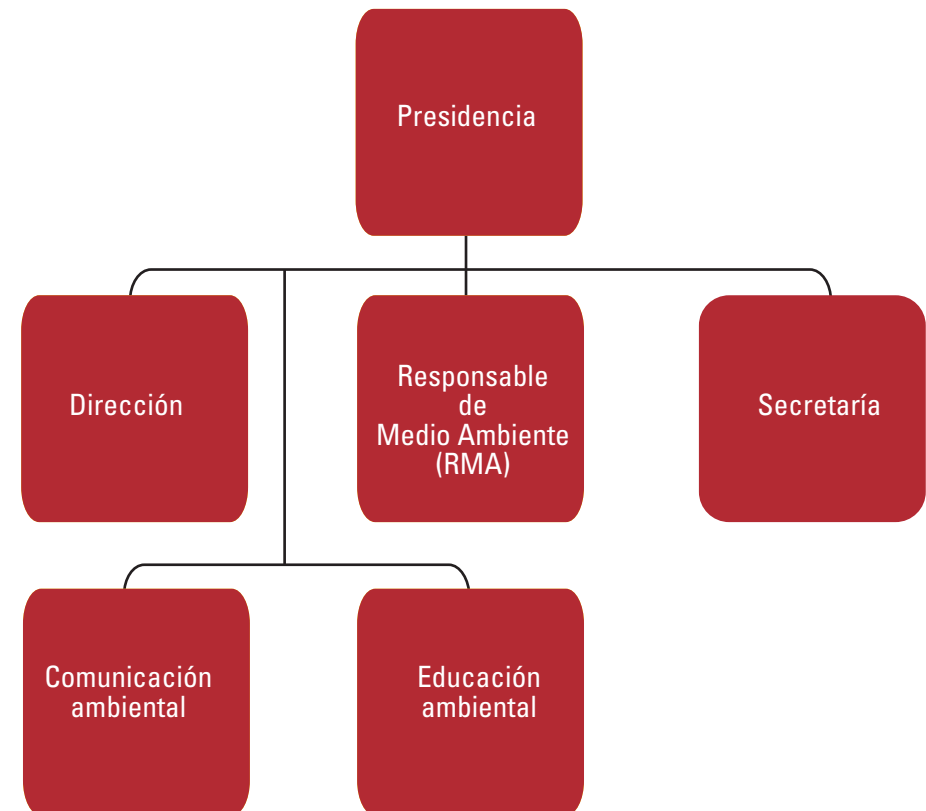 Presidencia
Dirección
Responsable
de
Medio Ambiente
(RMA)
Secretaría
Comunicación
ambiental
Educación
ambiental